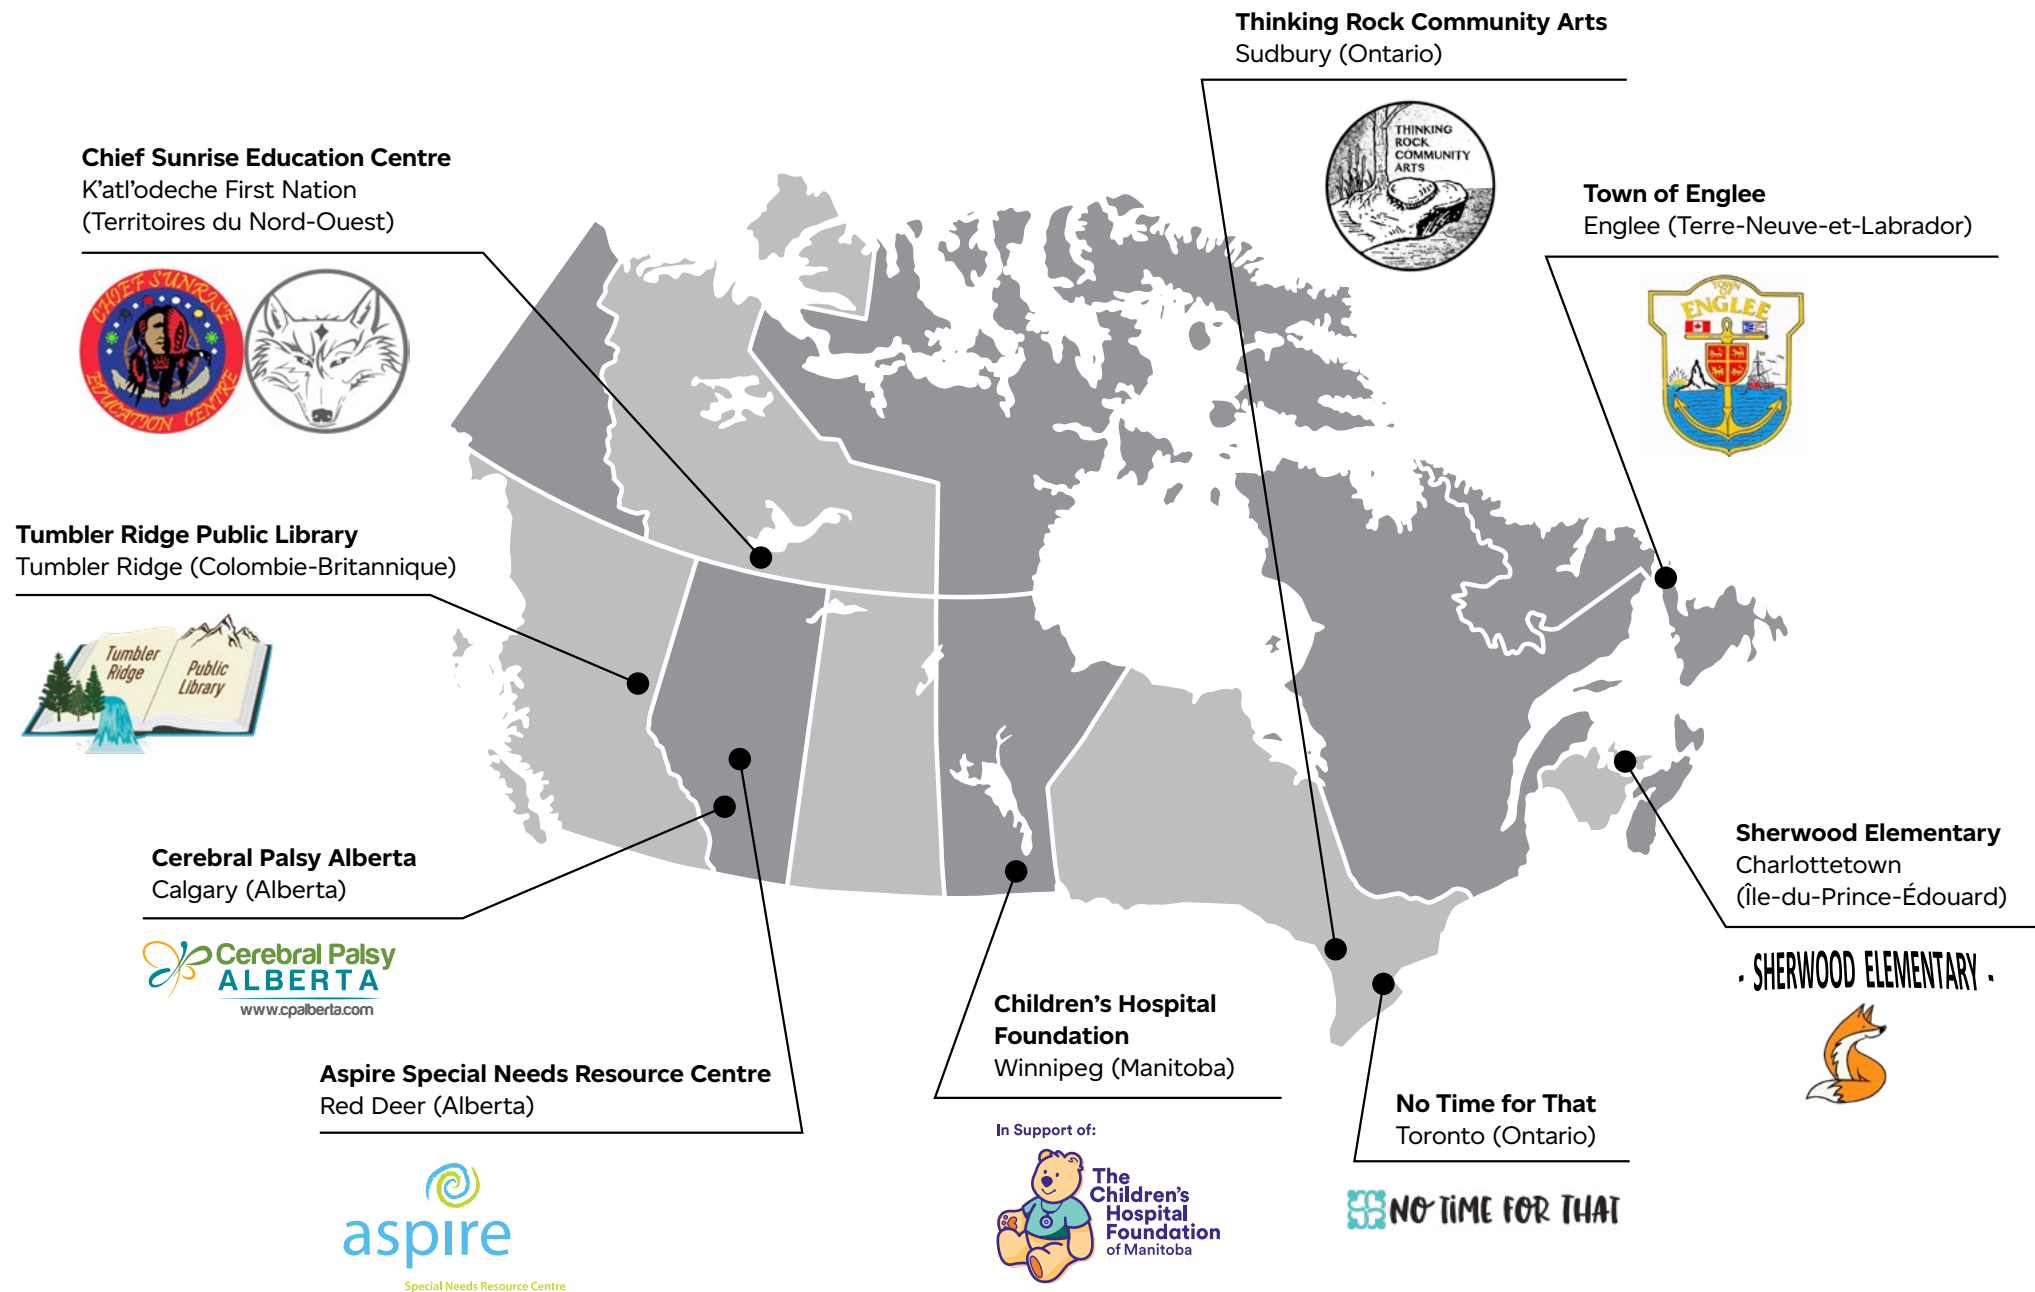 Thinking Rock Community Arts
Sudbury (Ontario)
THINKING
ROCK
COMMUNITY
ARTS
Chief Sunrise Education Centre
K’atl’odeche First Nation
(Territoires du Nord-Ouest)
CHIEF SUNRISE
EDUCATION CENTRE
Town of Englee
Englee (Terre-Neuve-et-Labrador)
TOWN
OF
ENGLEE
Tumbler Ridge Public Library
Tumbler Ridge (Colombie-Britannique)
Tumbler
Ridge
Public
Library
Cerebral Palsy Alberta
Calgary (Alberta)
Cerebral Palsy
ALBERTA
www.cpalberta.com
Sherwood Elementary
Charlottetown
(Île-du-Prince-Édouard)
- SHERWOOD ELEMENTARY -
Aspire Special Needs Resource Centre
Red Deer (Alberta)
aspire
Special Needs Resource Centre
Children’s Hospital
Foundation
Winnipeg (Manitoba)
In Support of:
The
Children's
Hospital
Foundation
of Manitoba
No Time for That
Toronto (Ontario)
NO TIME FOR THAT